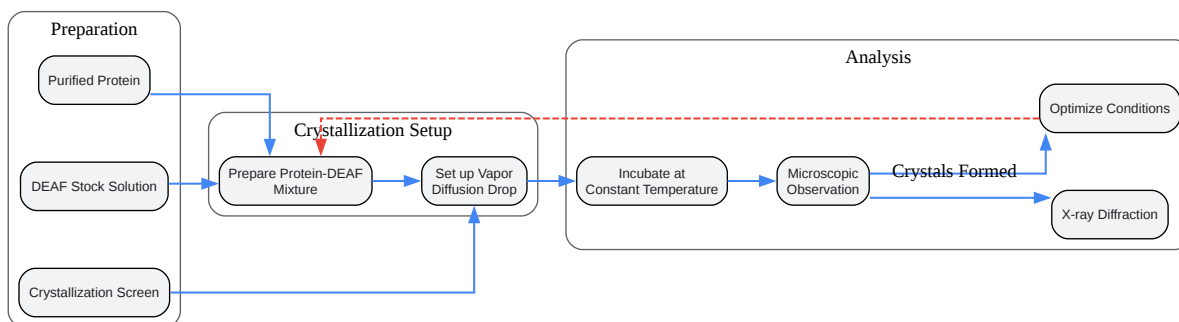 Preparation
Purified Protein
DEAF Stock Solution
Crystallization Screen
Crystallization Setup
Prepare Protein-DEAF
Mixture
Set up Vapor
Diffusion Drop
Analysis
Incubate at
Constant Temperature
Microscopic
Observation
Crystals Formed
Optimize Conditions
X-ray Diffraction